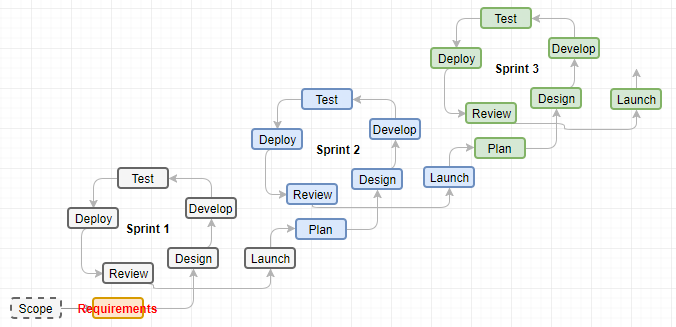 Test
Deploy
Develop
Sprint 3
Design
Launch
Review
Plan
Test
Deploy
Develop
Sprint 2
Design
Launch
Review
Plan
Test
Deploy
Develop
Sprint 1
Design
Launch
Review
Scope
Requirements